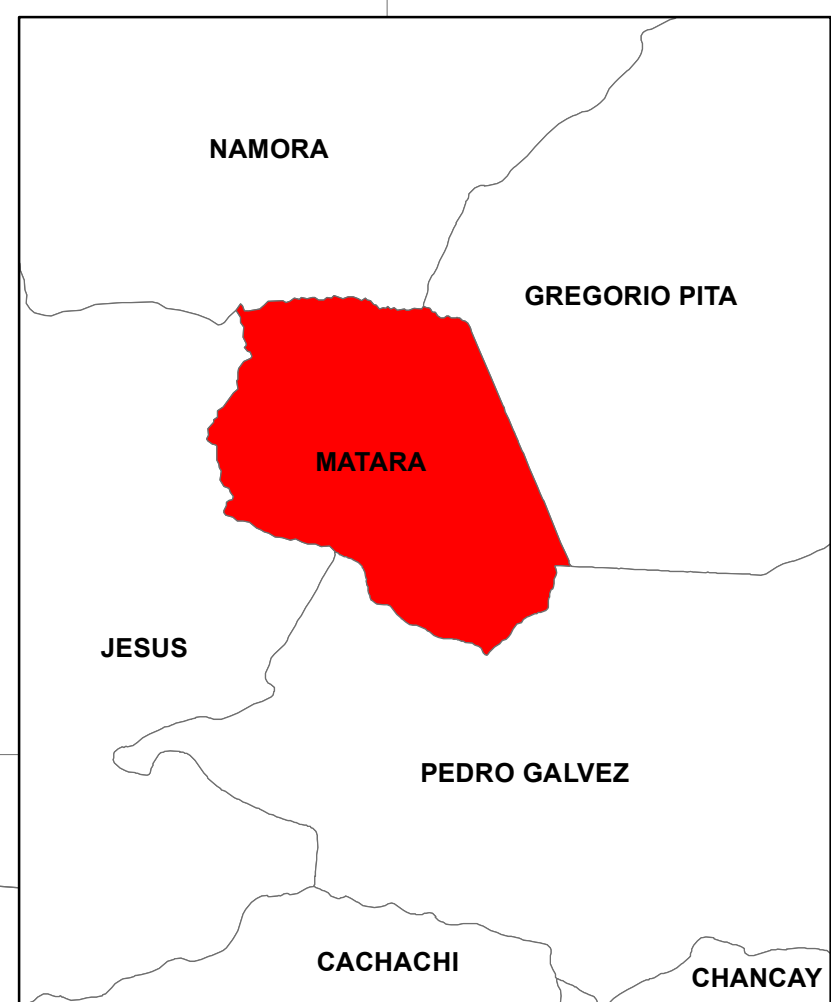 NAMORA
GREGORIO PITA
MATARA
JESUS
PEDRO GALVEZ
CACHACHI
CHANCAY